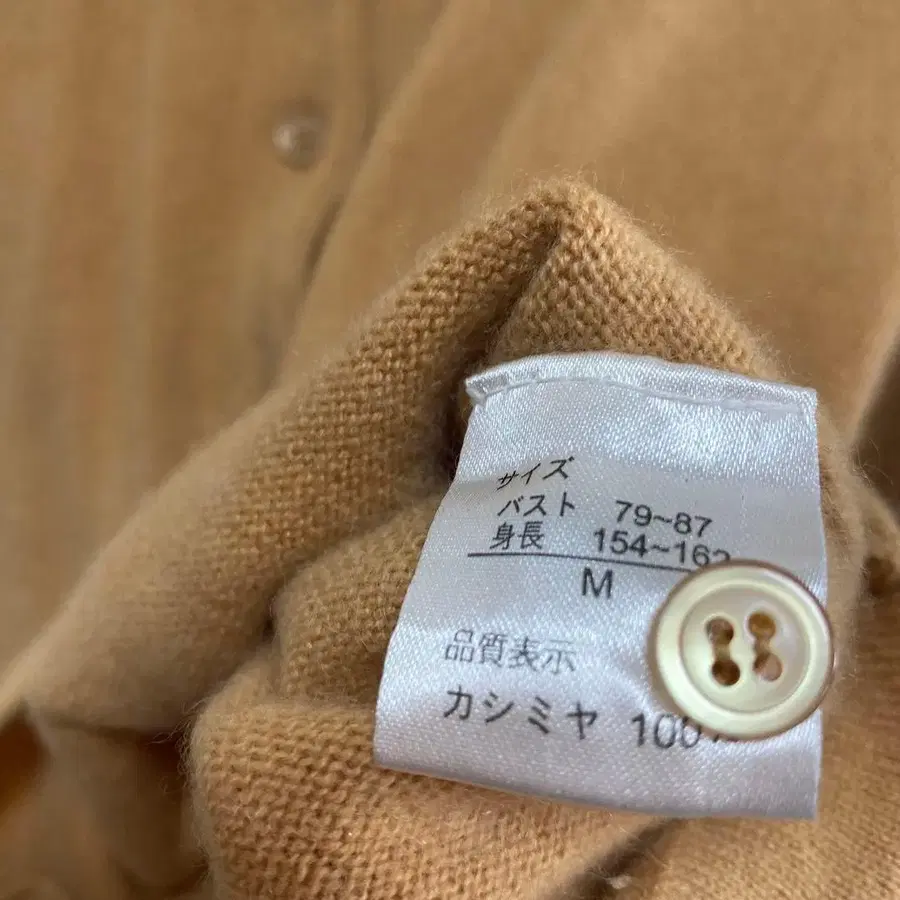 サイズ
バスト 79~87
身長 154~162
M
品質表示
カシミヤ 100%